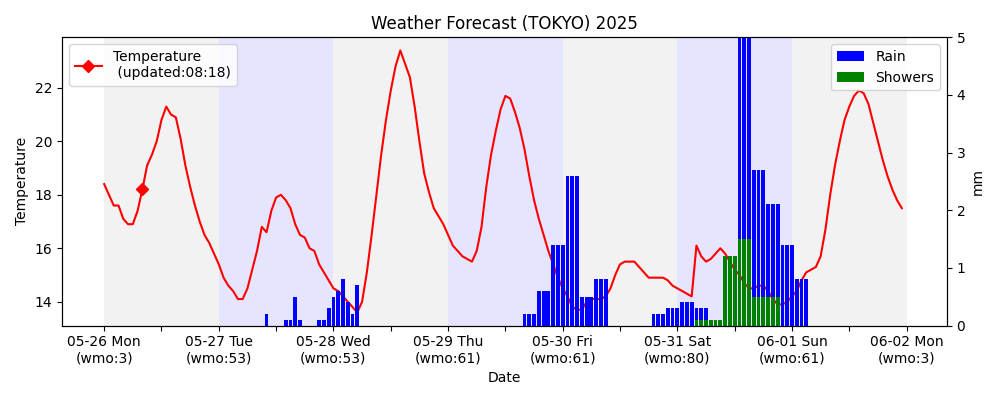 Weather Forecast (TOKYO) 2025
Temperature
(updated:08:18)
Rain
Showers
Temperature
22
20
18
16
14
5
4
3
2
1
0
mm
05-26 Mon
(wmo:3)
05-27 Tue
(wmo:53)
05-28 Wed
(wmo:53)
05-29 Thu
(wmo:61)
05-30 Fri
(wmo:61)
05-31 Sat
(wmo:80)
06-01 Sun
(wmo:61)
06-02 Mon
(wmo:3)
Date